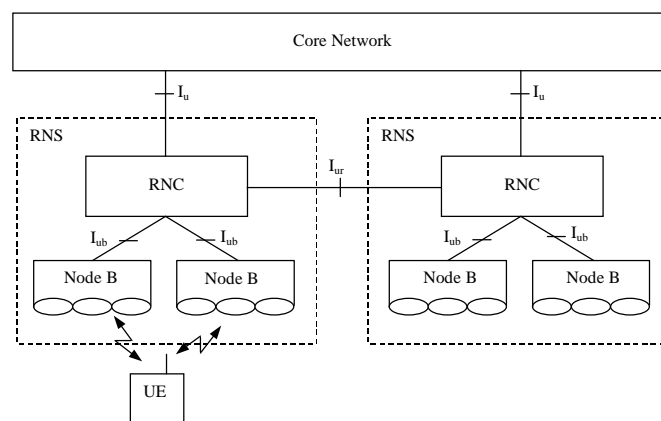 Core Network
Iu
Iu
RNS
RNS
Iur
RNC
RNC
Iub
Iub
Iub
Iub
Node B
Node B
Node B
Node B
UE